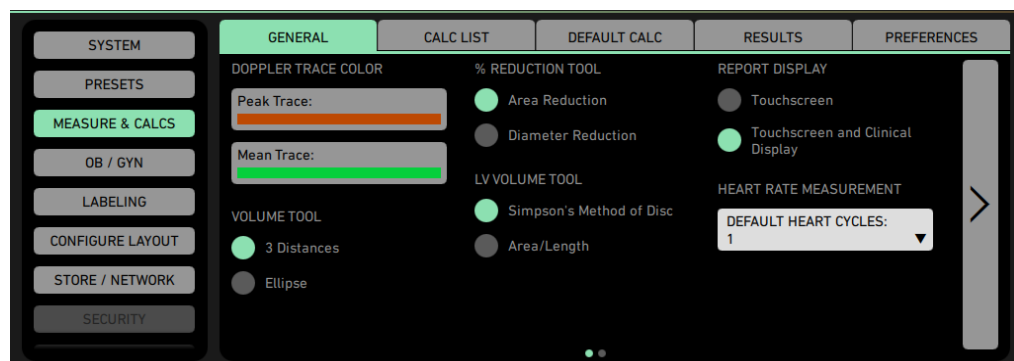 SYSTEM
PRESETS
MEASURE & CALCS
OB / GYN
LABELING
CONFIGURE LAYOUT
STORE / NETWORK
SECURITY
GENERAL
CALC LIST
DEFAULT CALC
RESULTS
PREFERENCES
DOPPLER TRACE COLOR
Peak Trace:
Mean Trace:
VOLUME TOOL
3 Distances
Ellipse
% REDUCTION TOOL
Area Reduction
Diameter Reduction
LV VOLUME TOOL
Simpson's Method of Disc
Area/Length
REPORT DISPLAY
Touchscreen
Touchscreen and Clinical
Display
HEART RATE MEASUREMENT
DEFAULT HEART CYCLES:
1